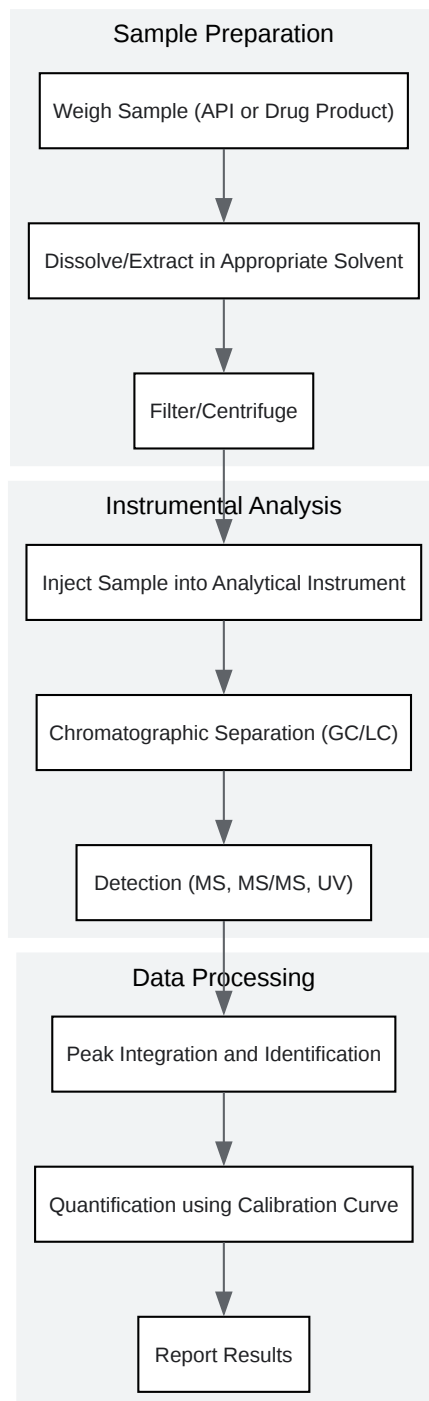 Sample Preparation
Weigh Sample (API or Drug Product)
Dissolve/Extract in Appropriate Solvent
Filter/Centrifuge
Instrumental Analysis
Inject Sample into Analytical Instrument
Chromatographic Separation (GC/LC)
Detection (MS, MS/MS, UV)
Data Processing
Peak Integration and Identification
Quantification using Calibration Curve
Report Results